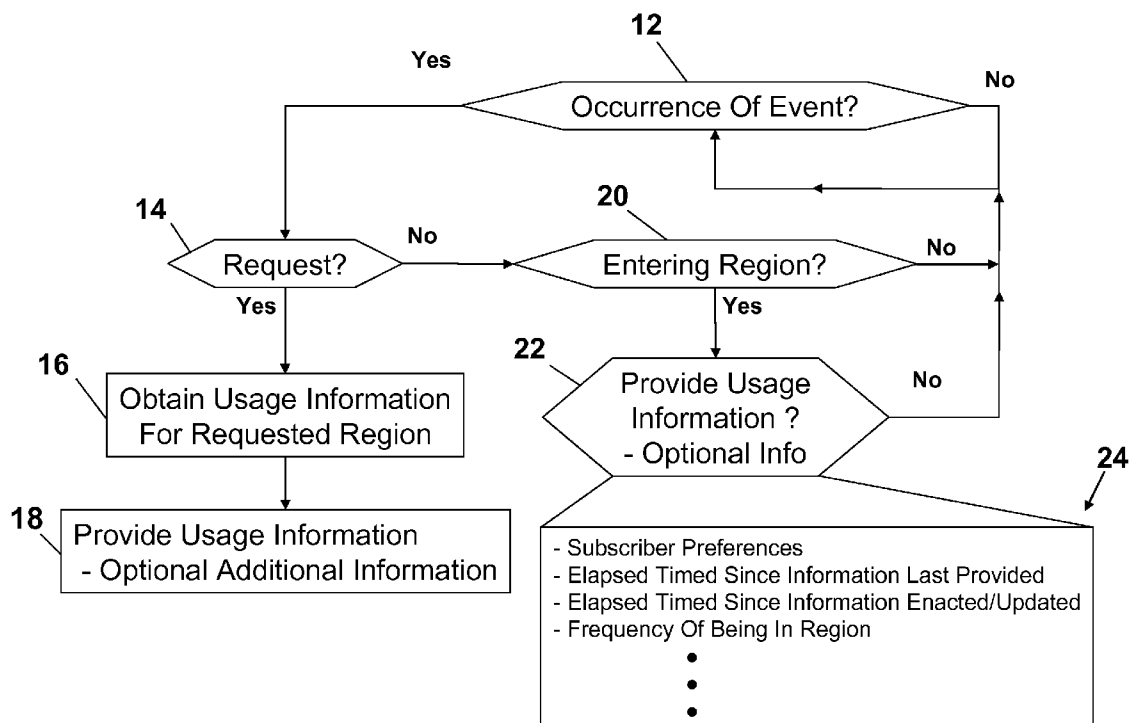 12
Yes
No
Occurrence Of Event?
14
20
No
No
Request?
Entering Region?
Yes
Yes
16
22
Obtain Usage Information
For Requested Region
Provide Usage
Information ?
- Optional Info
No
24
18
Provide Usage Information
- Optional Additional Information
- Subscriber Preferences
- Elapsed Timed Since Information Last Provided
- Elapsed Timed Since Information Enacted/Updated
- Frequency Of Being In Region